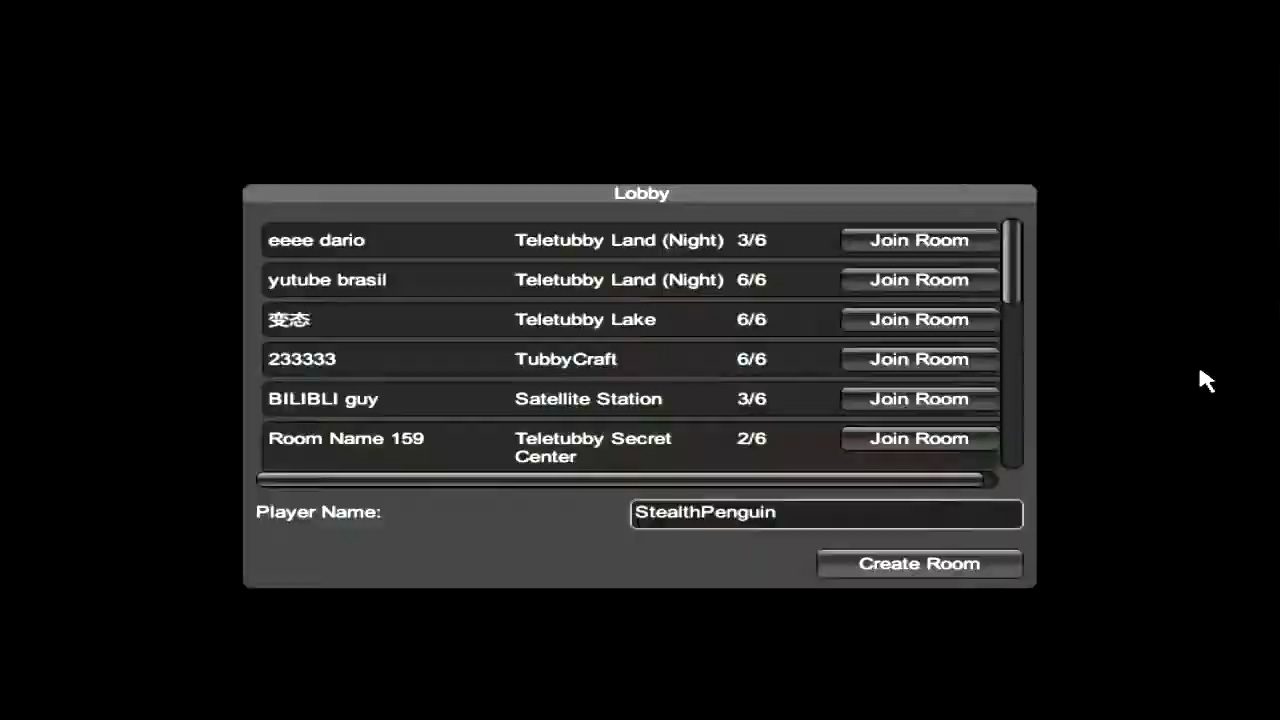 Lobby
eeee dario Teletubby Land (Night) 3/6 Join Room
yutube brasil Teletubby Land (Night) 6/6 Join Room
变态 Teletubby Lake 6/6 Join Room
233333 TubbyCraft 6/6 Join Room
BILIBLI guy Satellite Station 3/6 Join Room
Room Name 159 Teletubby Secret 2/6 Join Room
Center
Player Name: StealthPenguin
Create Room